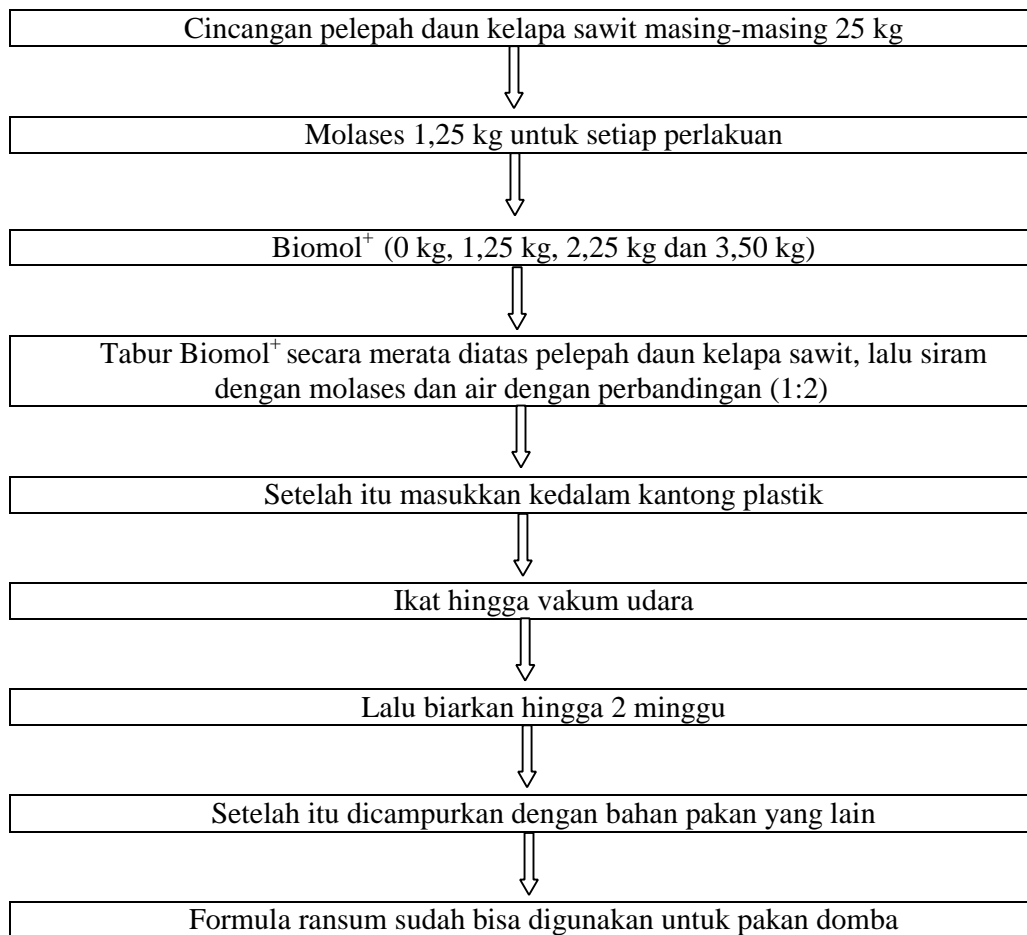 Cincangan pelepah daun kelapa sawit masing-masing 25 kg
Molases 1,25 kg untuk setiap perlakuan
Biomol⁺ (0 kg, 1,25 kg, 2,25 kg dan 3,50 kg)
Tabur Biomol⁺ secara merata diatas pelepah daun kelapa sawit, lalu siram
dengan molases dan air dengan perbandingan (1:2)
Setelah itu masukkan kedalam kantong plastik
Ikat hingga vakum udara
Lalu biarkan hingga 2 minggu
Setelah itu dicampurkan dengan bahan pakan yang lain
Formula ransum sudah bisa digunakan untuk pakan domba